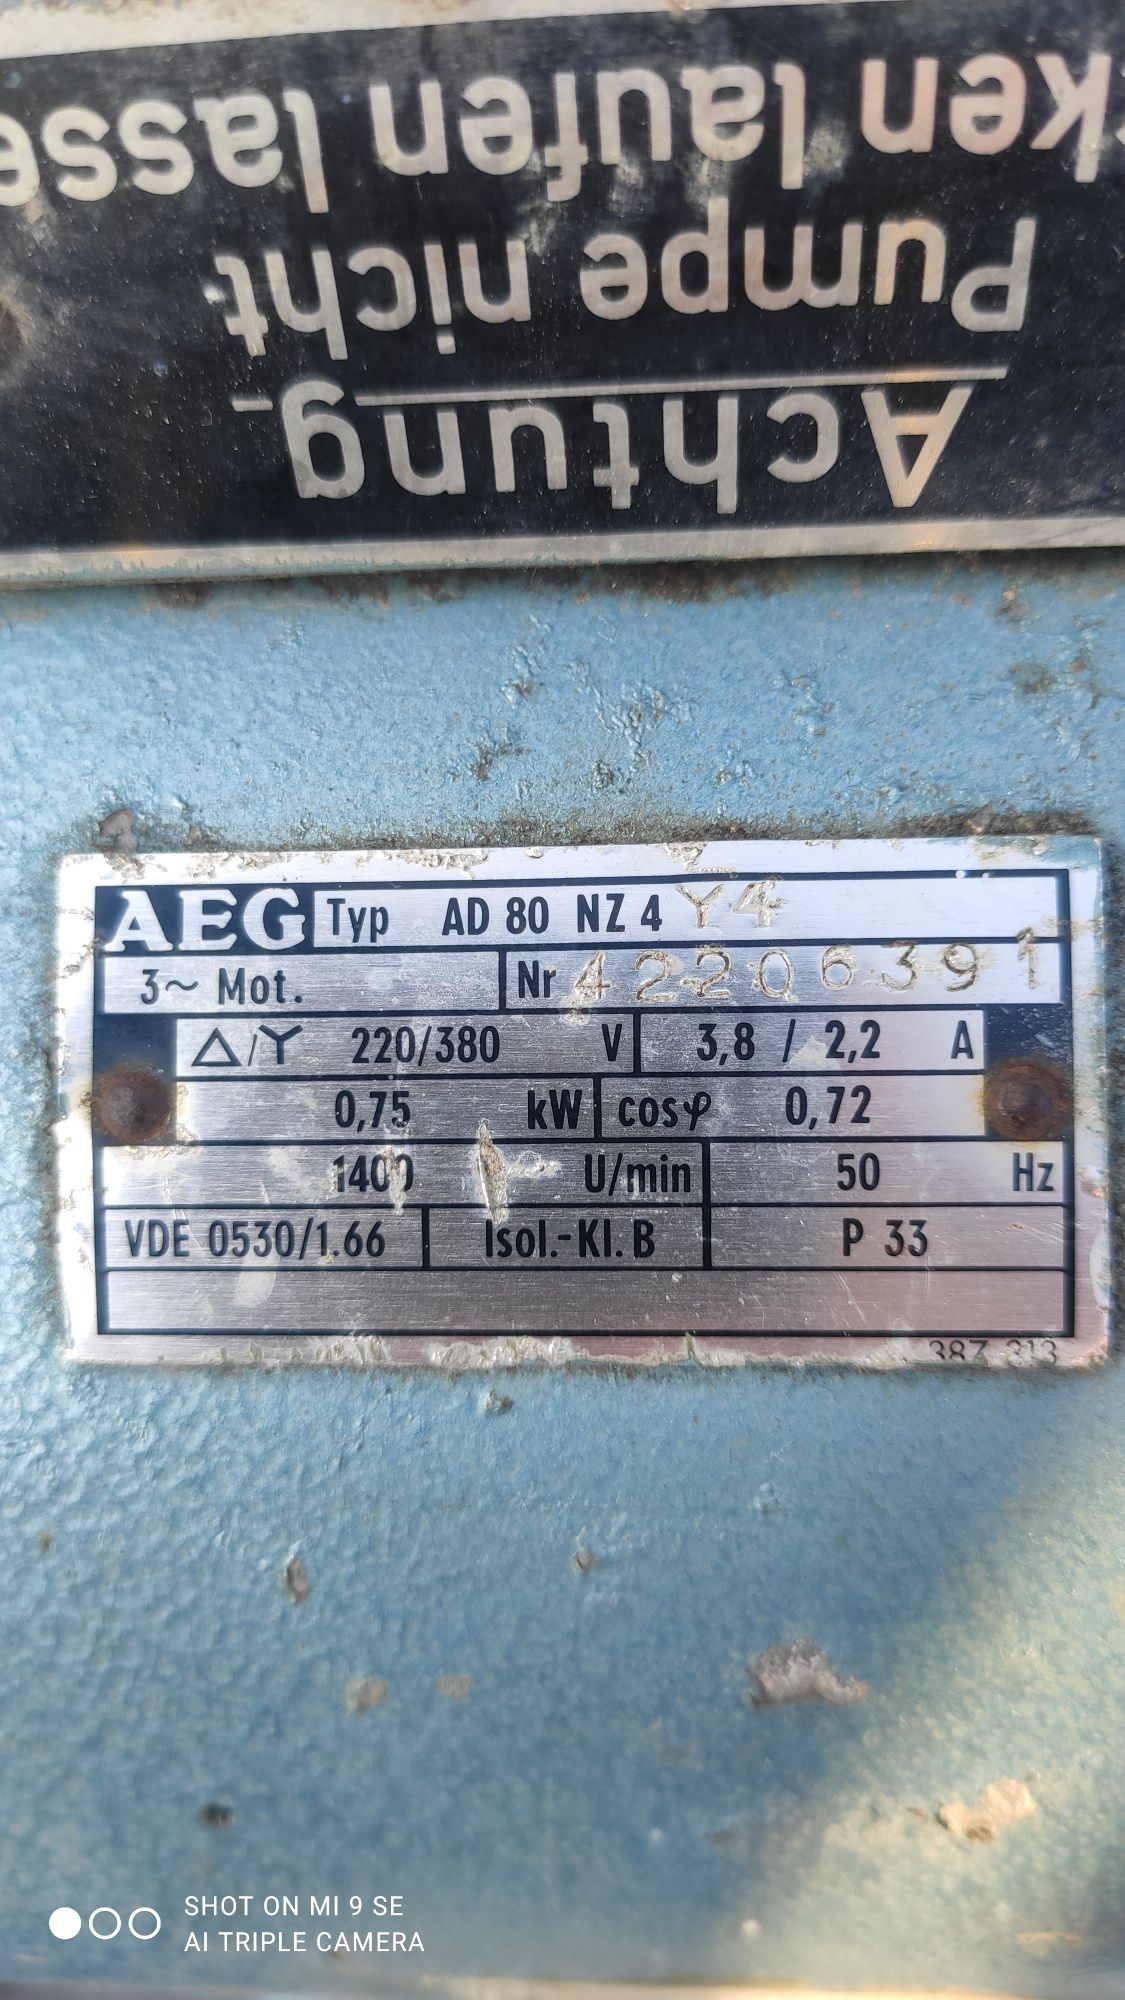 Achtung
Pumpe nicht
cken laufen lasse
AEG Typ AD 80 NZ 4 Y4
3~ Mot. Nr 42206391
△/Y 220/380 V 3,8 / 2,2 A
0,75 kW cosφ 0,72
1400 U/min 50 Hz
VDE 0530/1.66 Isol.-Kl. B P 33
387 313
SHOT ON MI 9 SE
AI TRIPLE CAMERA